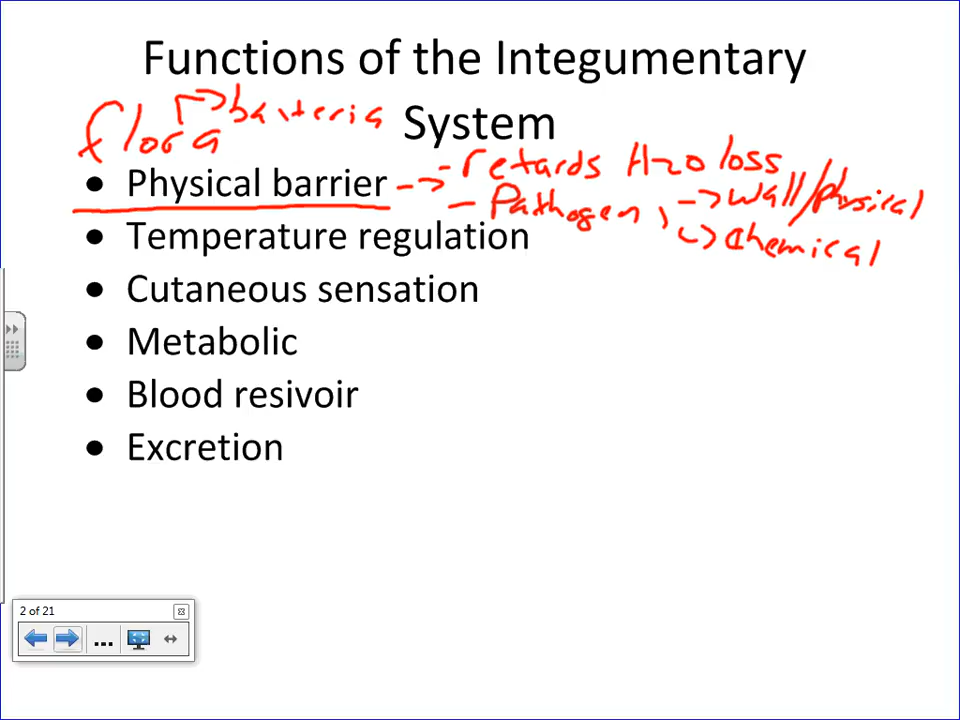 Functions of the Integumentary
System
flora → bacteria
• Physical barrier → - retards H2O loss
- Pathogen → wall/physical
→ chemical
• Temperature regulation
• Cutaneous sensation
• Metabolic
• Blood resivoir
• Excretion
2 of 21
...